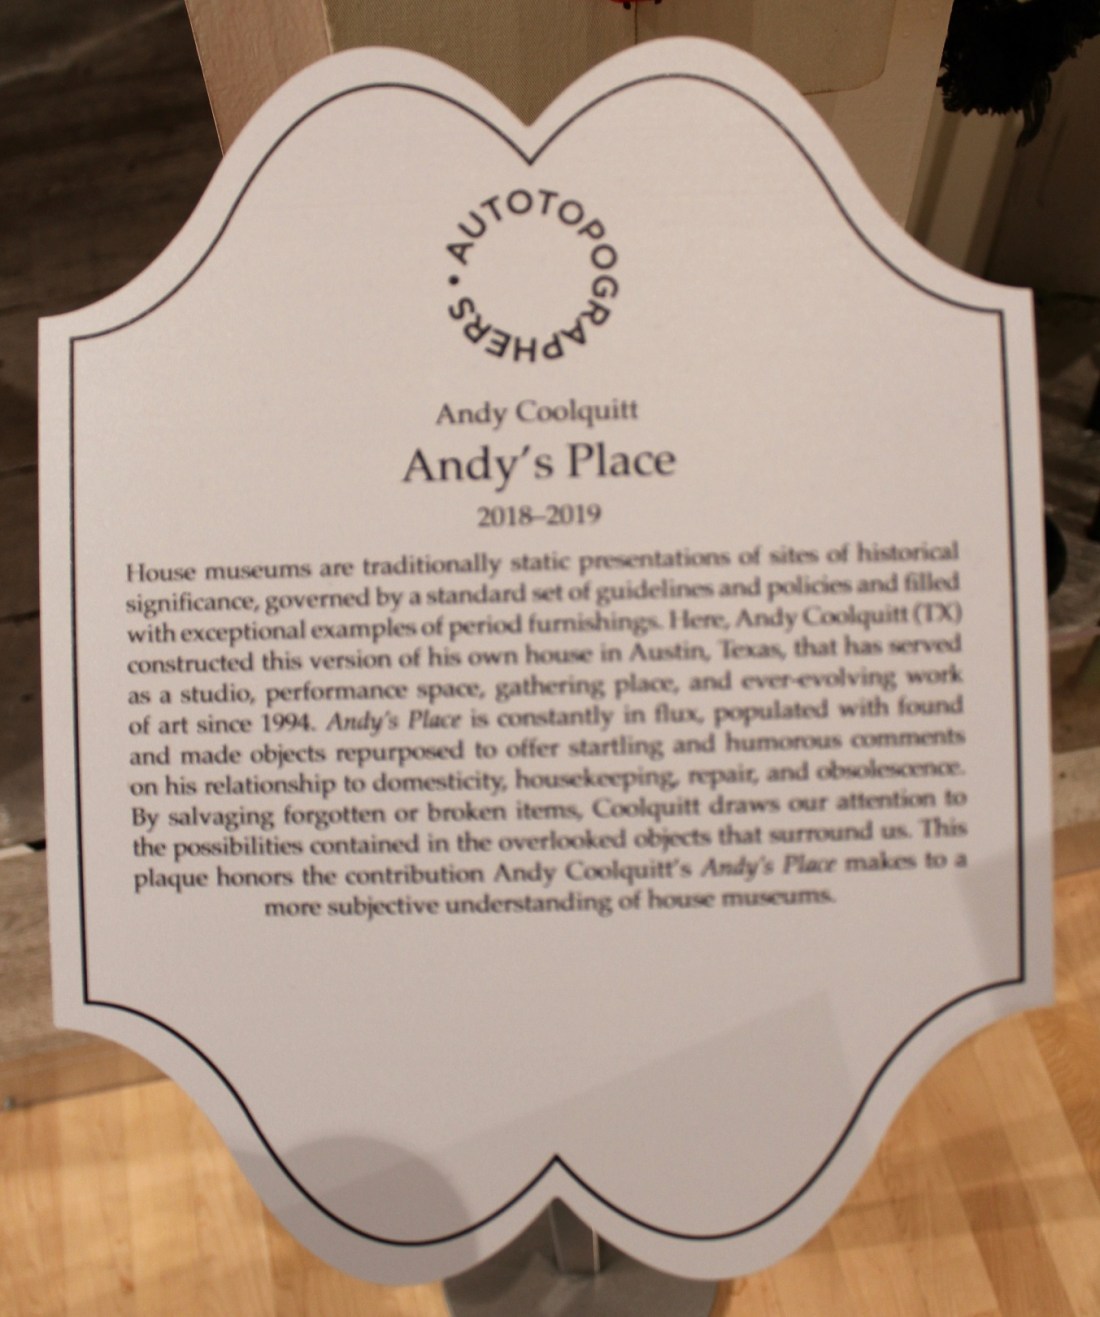 AUTOTOPOGRAPHERS •
Andy Coolquitt
Andy's Place
2018–2019
House museums are traditionally static presentations of sites of historical
significance, governed by a standard set of guidelines and policies and filled
with exceptional examples of period furnishings. Here, Andy Coolquitt (TX)
constructed this version of his own house in Austin, Texas, that has served
as a studio, performance space, gathering place, and ever-evolving work
of art since 1994. Andy's Place is constantly in flux, populated with found
and made objects repurposed to offer startling and humorous comments
on his relationship to domesticity, housekeeping, repair, and obsolescence.
By salvaging forgotten or broken items, Coolquitt draws our attention to
the possibilities contained in the overlooked objects that surround us. This
plaque honors the contribution Andy Coolquitt's Andy's Place makes to a
more subjective understanding of house museums.